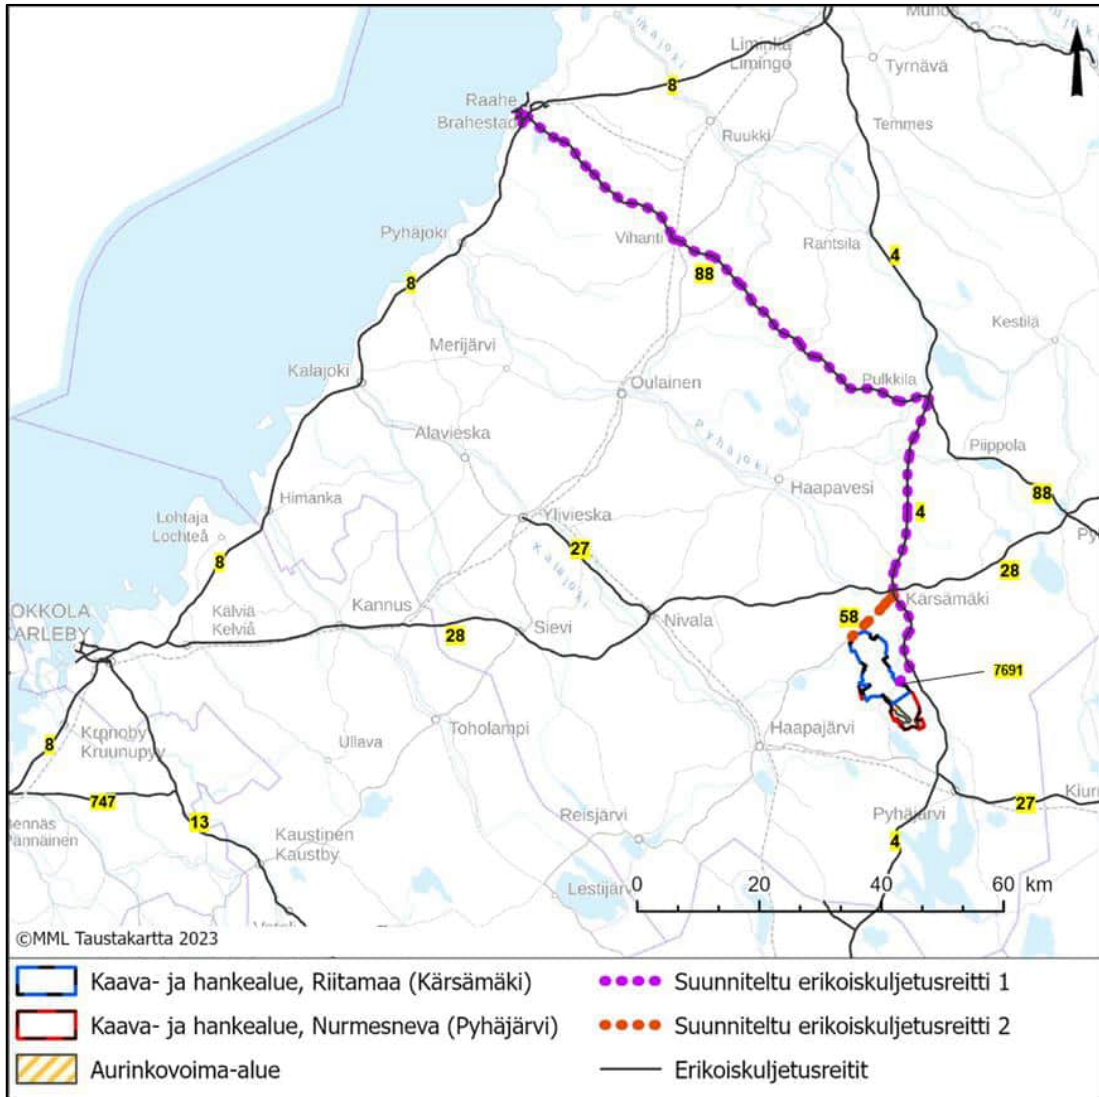 Liminka
Limingo
Tyrnävä
8
Raahe
Brahestad
Ruukki
Temmes
Pyhäjoki
Vihanti
Rantsila
4
88
8
Kestilä
Merijärvi
Kalajoki
Oulainen
Pulkkila
Alavieska
Pyhäjoki
Piippola
Haapavesi
88
Himanka
Lohtaja
Lochteå
Ylivieska
4
27
Kalajoki
8
28
Kärsämäki
Kälviä
Kelviå
Kannus
58
OKKOLA
KARLEBY
28
Sievi
Nivala
7691
Toholampi
Haapajärvi
Kronoby
Kruunupyy
Ullava
8
747
13
Reisjärvi
Pyhäjärvi
27
4
Kaustinen
Kaustby
Lestijärvi
0 20 40 60 km
©MML Taustakartta 2023
Kaava- ja hankealue, Riitamaa (Kärsämäki)
Kaava- ja hankealue, Nurmesneva (Pyhäjärvi)
Aurinkovoima-alue
Suunniteltu erikoiskuljetusreitti 1
Suunniteltu erikoiskuljetusreitti 2
Erikoiskuljetusreitit